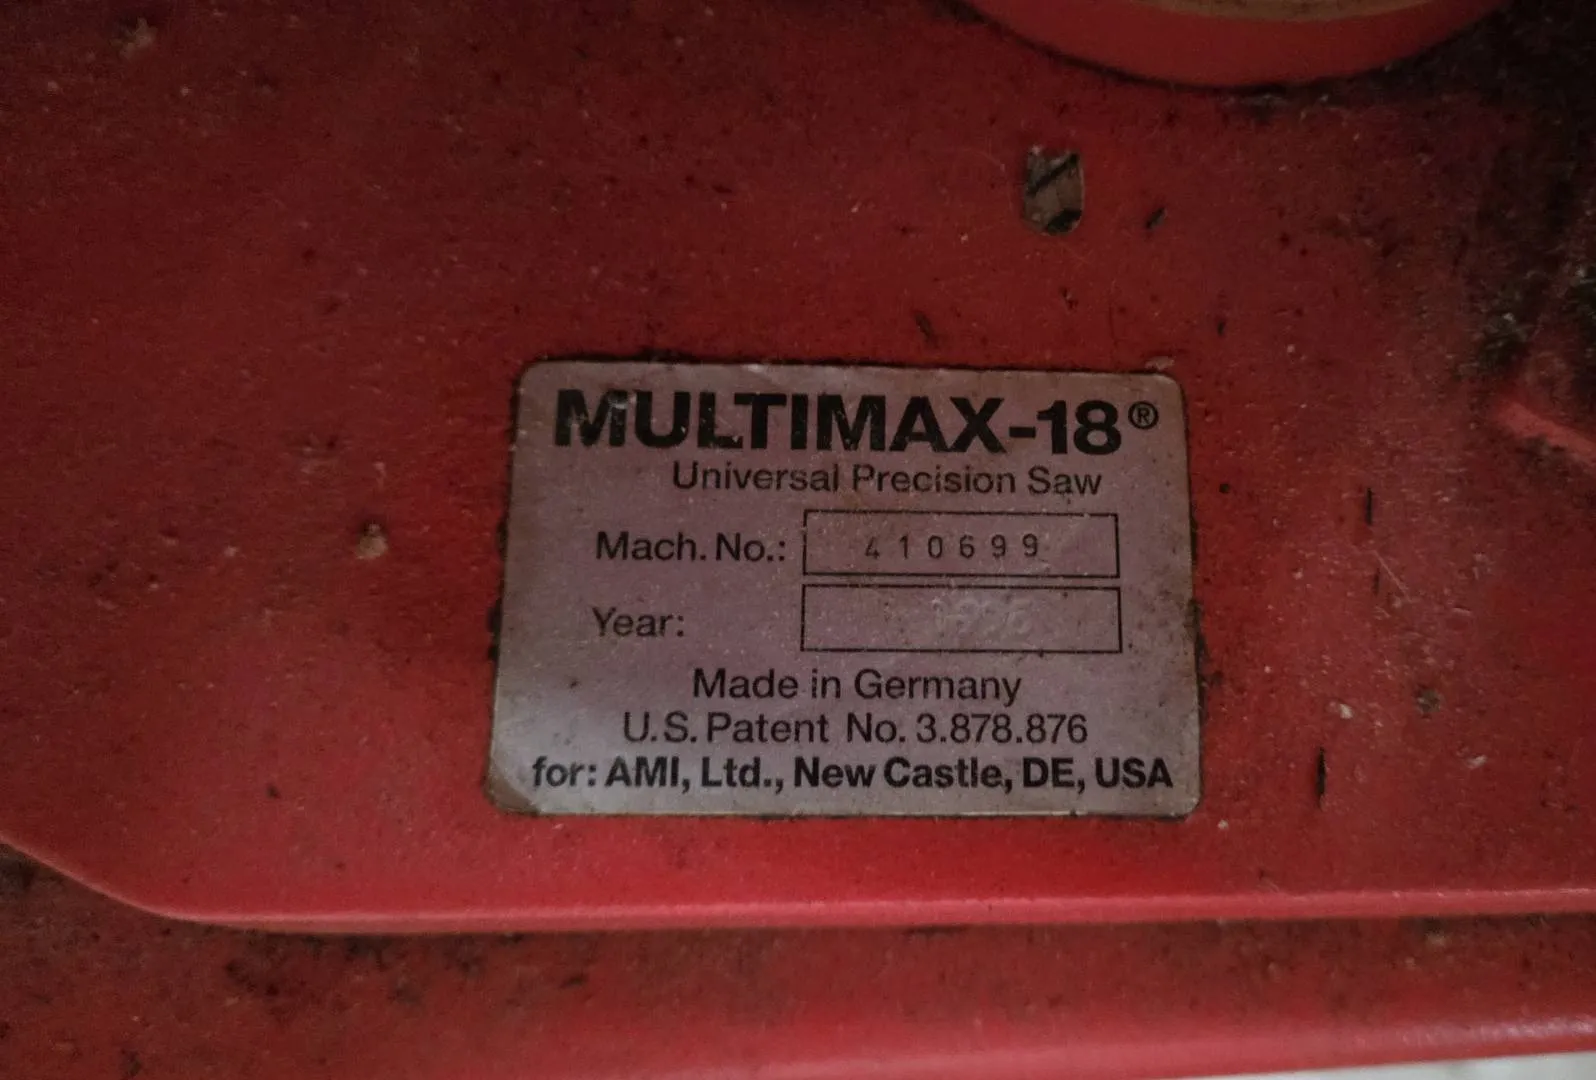 MULTIMAX-18®
Universal Precision Saw
Mach. No.: 410699
Year:
Made in Germany
U.S. Patent No. 3.878.876
for: AMI, Ltd., New Castle, DE, USA